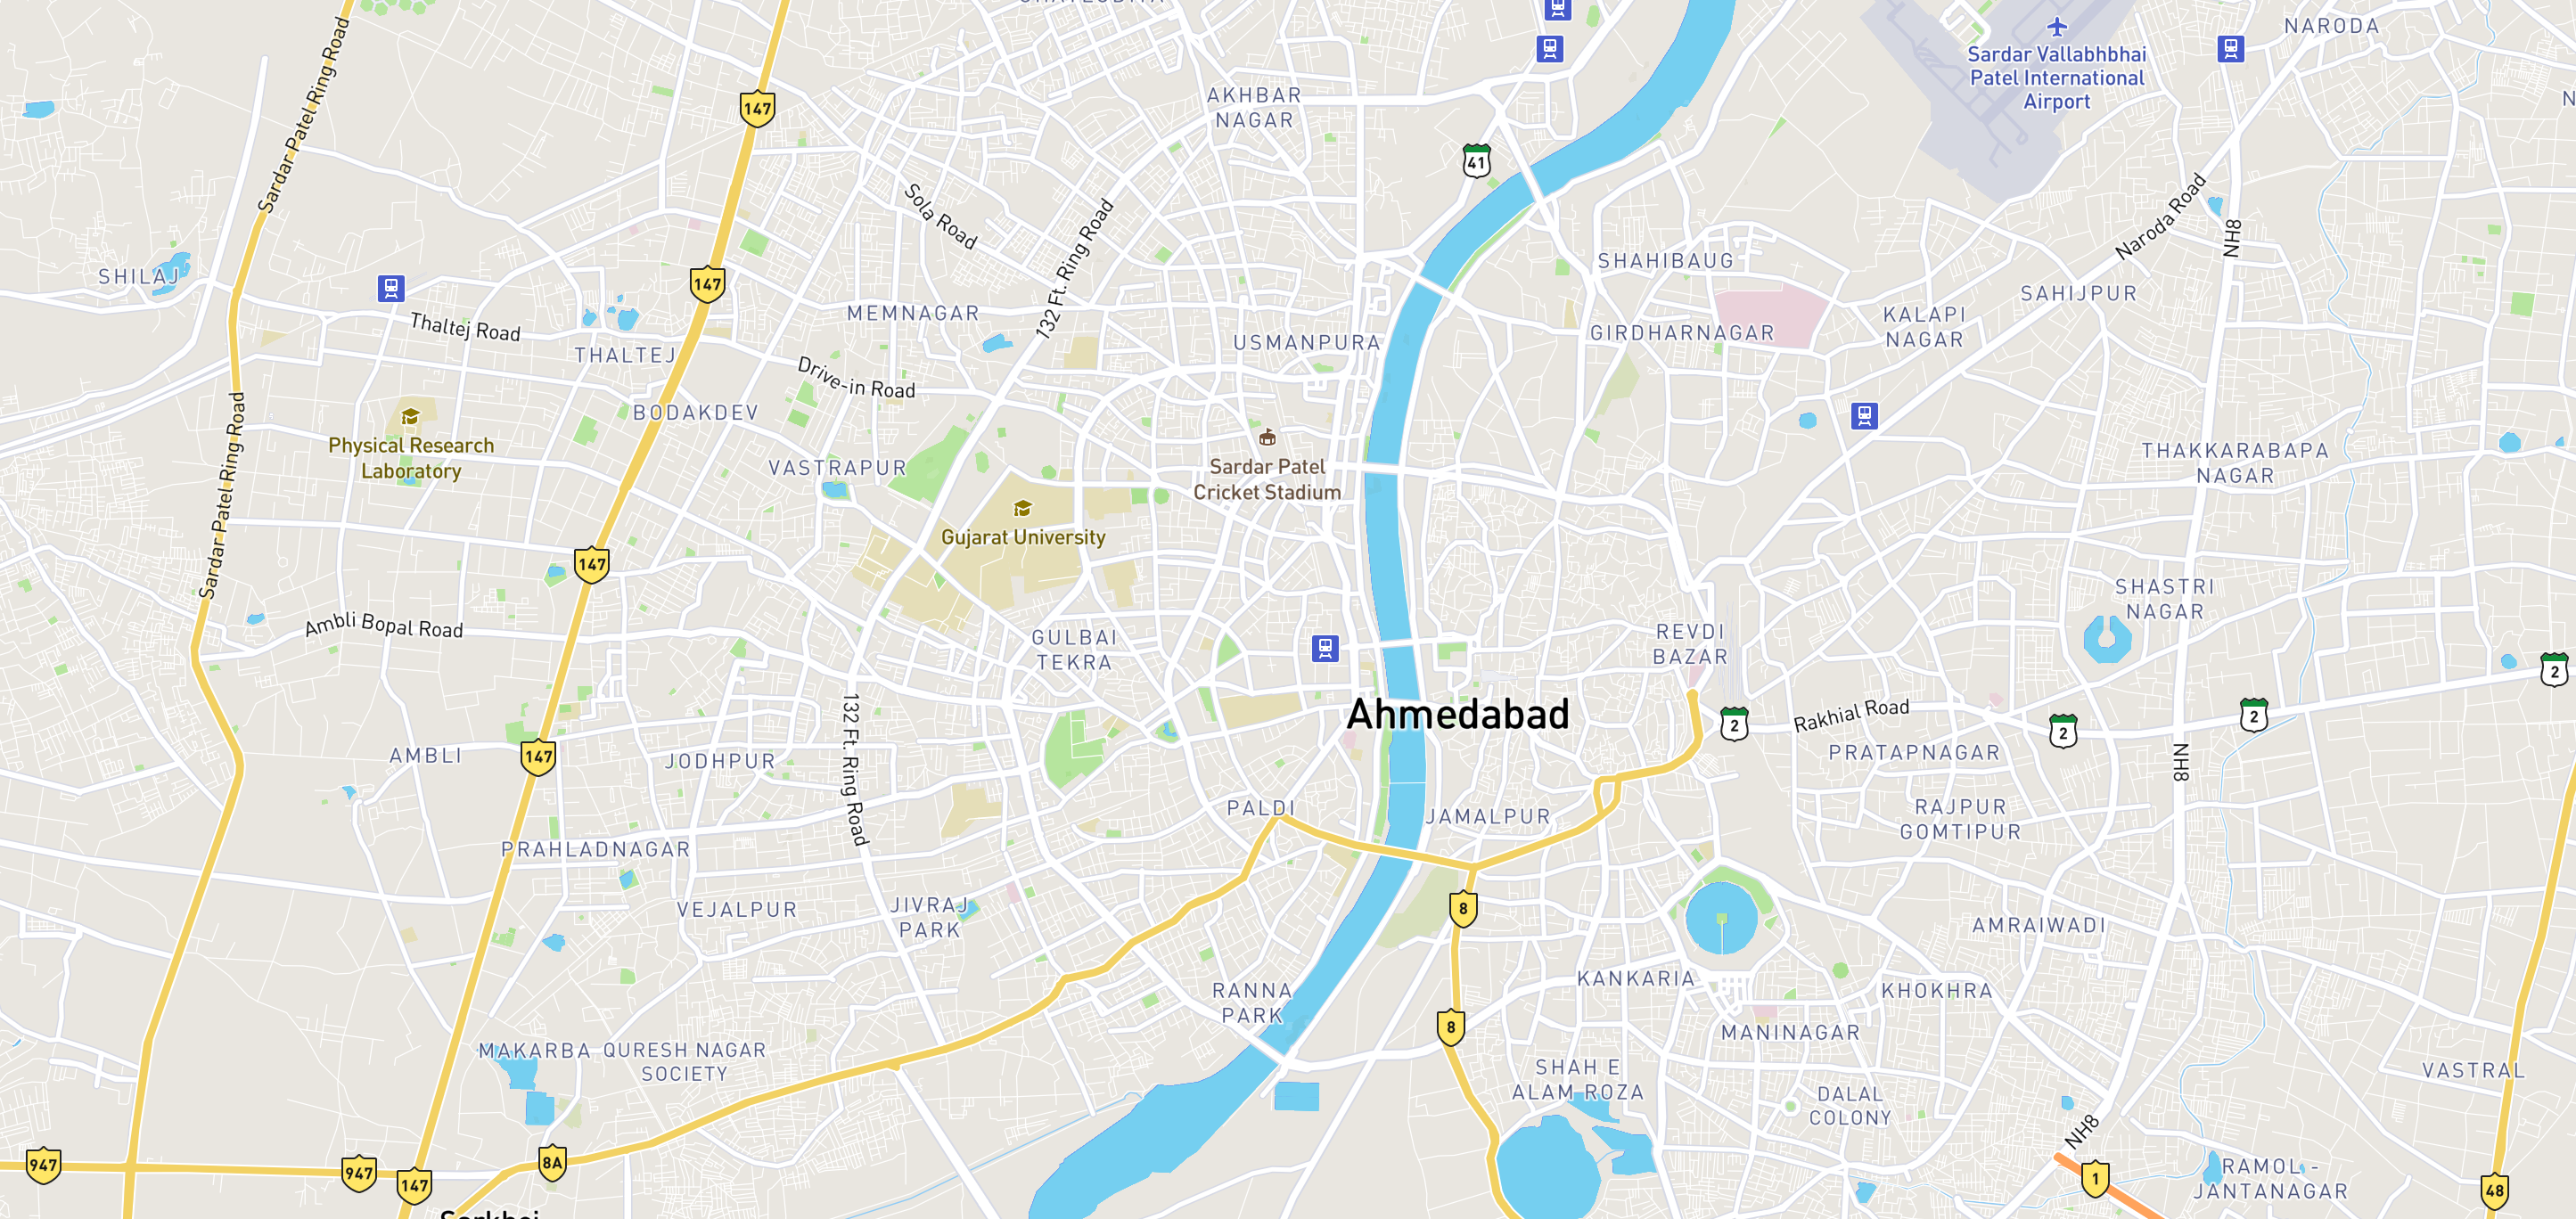 NARODA
Sardar Vallabhbhai
Patel International
Airport
Sardar Patel Ring Road
147
AKHBAR
NAGAR
41
Sola Road
132 Ft. Ring Road
Naroda Road
NH8
SHILAJ
147
SHAHIBAUG
SAHIJPUR
MEMNAGAR
Thaltej Road
USMANPURA
GIRDHARNAGAR
KALAPI
NAGAR
THALTEJ
Drive-in Road
BODAKDEV
Physical Research
Laboratory
VASTRAPUR
Sardar Patel
Cricket Stadium
THAKKARABAPA
NAGAR
Sardar Patel Ring Road
Gujarat University
147
SHASTRI
NAGAR
Ambli Bopal Road
GULBAI
TEKRA
REVDI
BAZAR
2
Ahmedabad
2
Rakhial Road
2
2
132 Ft. Ring Road
AMBLI
147
JODHPUR
PRATAPNAGAR
NH8
PALDI
JAMALPUR
RAJPUR
GOMTIPUR
PRAHLADNAGAR
VEJALPUR
JIVRAJ
PARK
8
AMRAIWADI
RANNA
PARK
KANKARIA
KHOKHRA
8
MANINAGAR
MAKARBA
QURESH NAGAR
SOCIETY
SHAH E
ALAM ROZA
DALAL
COLONY
VASTRAL
NH8
947
947
147
8A
1
RAMOL -
JANTANAGAR
48